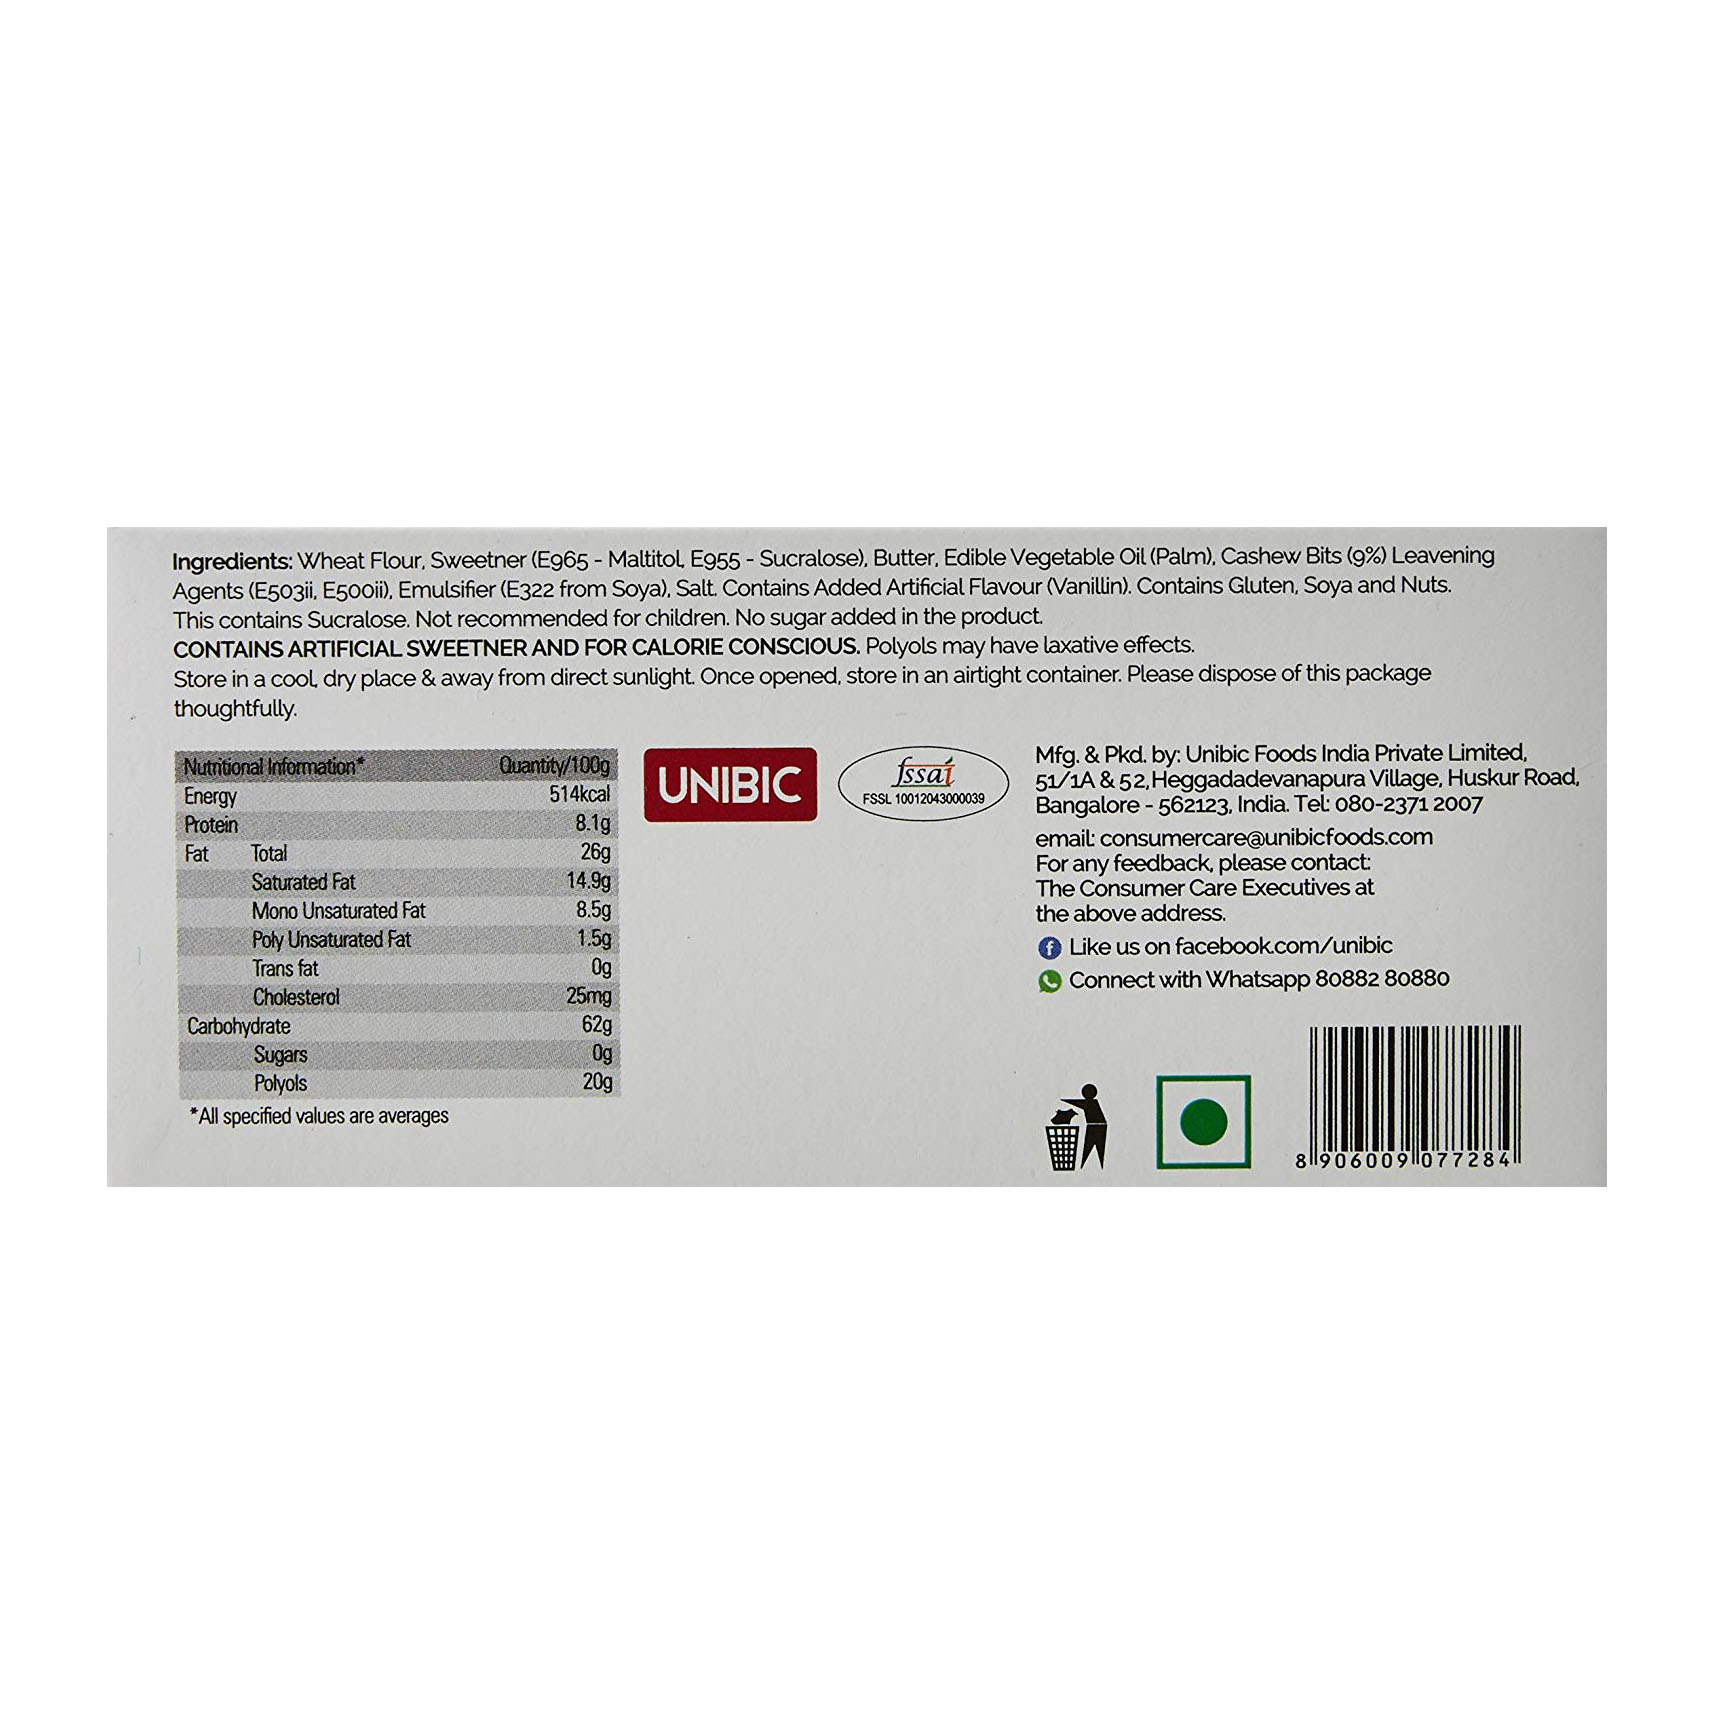 Ingredients: Wheat Flour, Sweetner (E965 - Maltitol, E955 - Sucralose), Butter, Edible Vegetable Oil (Palm), Cashew Bits (9%) Leavening
Agents (E503ii, E500ii), Emulsifier (E322 from Soya), Salt. Contains Added Artificial Flavour (Vanillin). Contains Gluten, Soya and Nuts.
This contains Sucralose. Not recommended for children. No sugar added in the product.
CONTAINS ARTIFICIAL SWEETNER AND FOR CALORIE CONSCIOUS. Polyols may have laxative effects.
Store in a cool, dry place & away from direct sunlight. Once opened, store in an airtight container. Please dispose of this package
thoughtfully.
Nutritional Information* Quantity/100g
Energy 514kcal
Protein 8.1g
Fat Total 26g
Saturated Fat 14.9g
Mono Unsaturated Fat 8.5g
Poly Unsaturated Fat 1.5g
Trans fat 0g
Cholesterol 25mg
Carbohydrate 62g
Sugars 0g
Polyols 20g
*All specified values are averages
UNIBIC
fssai
FSSL 10012043000039
Mfg. & Pkd. by: Unibic Foods India Private Limited,
51/1A & 52, Heggadadevanapura Village, Huskur Road,
Bangalore - 562123, India. Tel: 080-2371 2007
email: consumercare@unibicfoods.com
For any feedback, please contact:
The Consumer Care Executives at
the above address.
Like us on facebook.com/unibic
Connect with Whatsapp 80882 80880
8 906009 077284